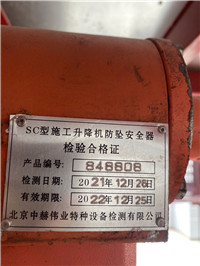 SC型施工升降机防坠安全器
检验合格证
产品编号: 846606
检测日期: 2021年12月26日
有效期限: 2022年12月25日
北京中赫伟业特种设备检测有限公司